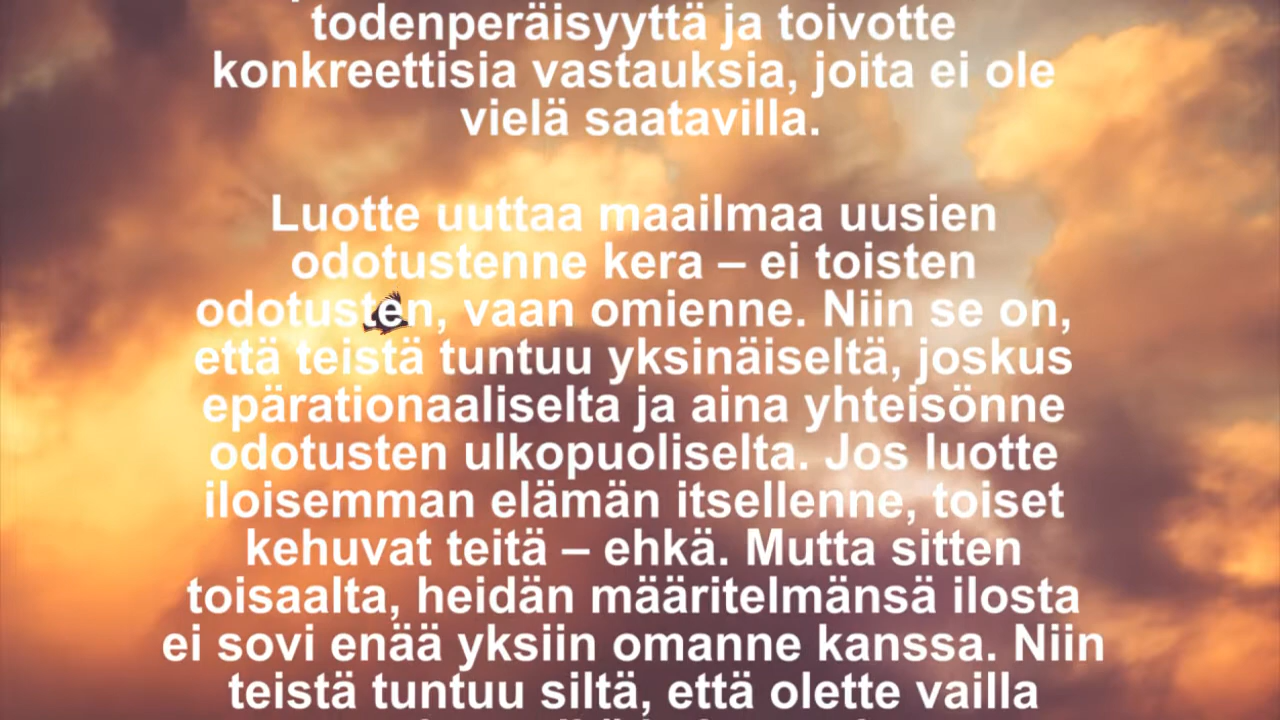 todenperäisyyttä ja toivotte
konkreettisia vastauksia, joita ei ole
vielä saatavilla.
Luotte uuttaa maailmaa uusien
odotustenne kera – ei toisten
odotusten, vaan omienne. Niin se on,
että teistä tuntuu yksinäiseltä, joskus
epärationaaliselta ja aina yhteisönne
odotusten ulkopuoliselta. Jos luotte
iloisemman elämän itsellenne, toiset
kehuvat teitä – ehkä. Mutta sitten
toisaalta, heidän määritelmänsä ilosta
ei sovi enää yksiin omanne kanssa. Niin
teistä tuntuu siltä, että olette vailla